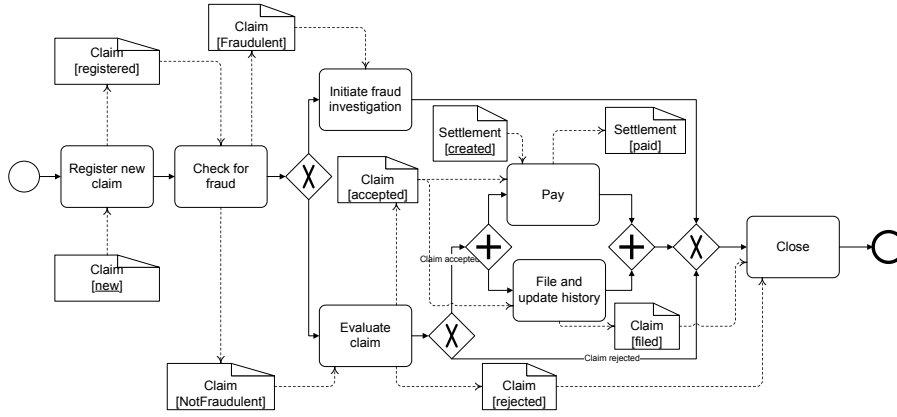 Claim
[Fraudulent]
Claim
[registered]
Initiate fraud
investigation
Settlement
[created]
Settlement
[paid]
Register new
claim
Check for
fraud
Claim
[accepted]
Pay
Close
Claim accepted
Claim
[new]
File and
update history
Evaluate
claim
Claim
[filed]
Claim rejected
Claim
[NotFraudulent]
Claim
[rejected]